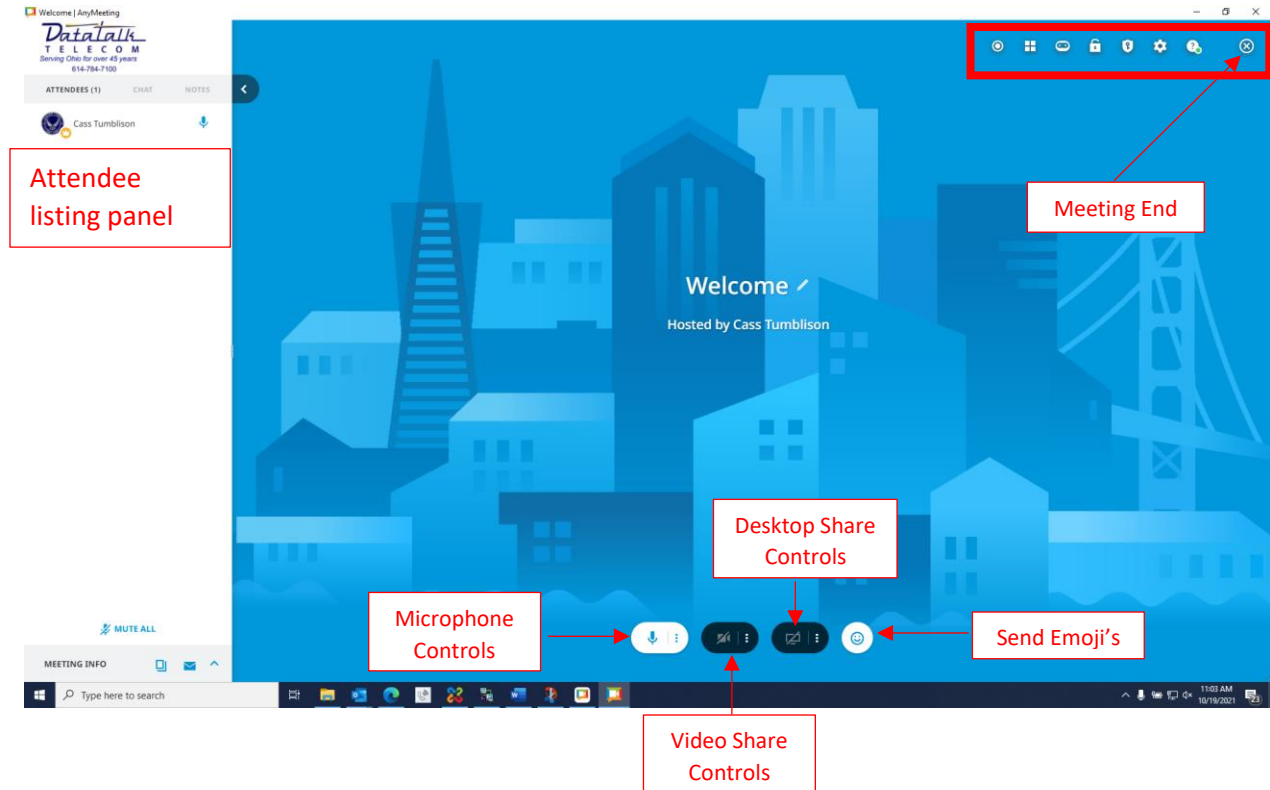 Welcome | AnyMeeting
DataTalk
TELECOM
Serving Ohio for over 45 years
614-784-7100
ATTENDEES (1) CHAT NOTES
Cass Tumblison
Attendee
listing panel
Meeting End
Welcome
Hosted by Cass Tumblison
Desktop Share
Controls
Microphone
Controls
Send Emoji's
MUTE ALL
MEETING INFO
Type here to search
11:03 AM
10/19/2021
23
Video Share
Controls